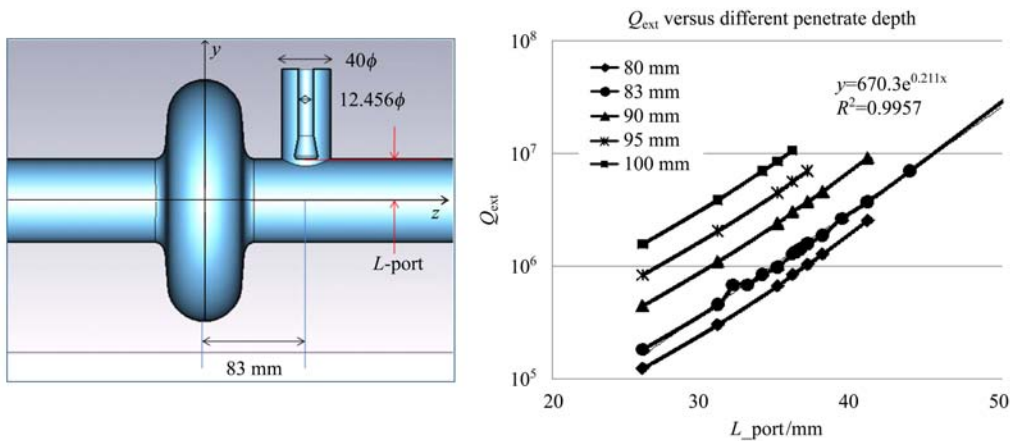 y
40ϕ
12.456ϕ
z
L-port
83 mm
Q_ext versus different penetrate depth
10^8
80 mm
83 mm
90 mm
95 mm
100 mm
y=670.3e^0.211x
R^2=0.9957
10^7
Q_ext
10^6
10^5
20
30
40
50
L_port/mm